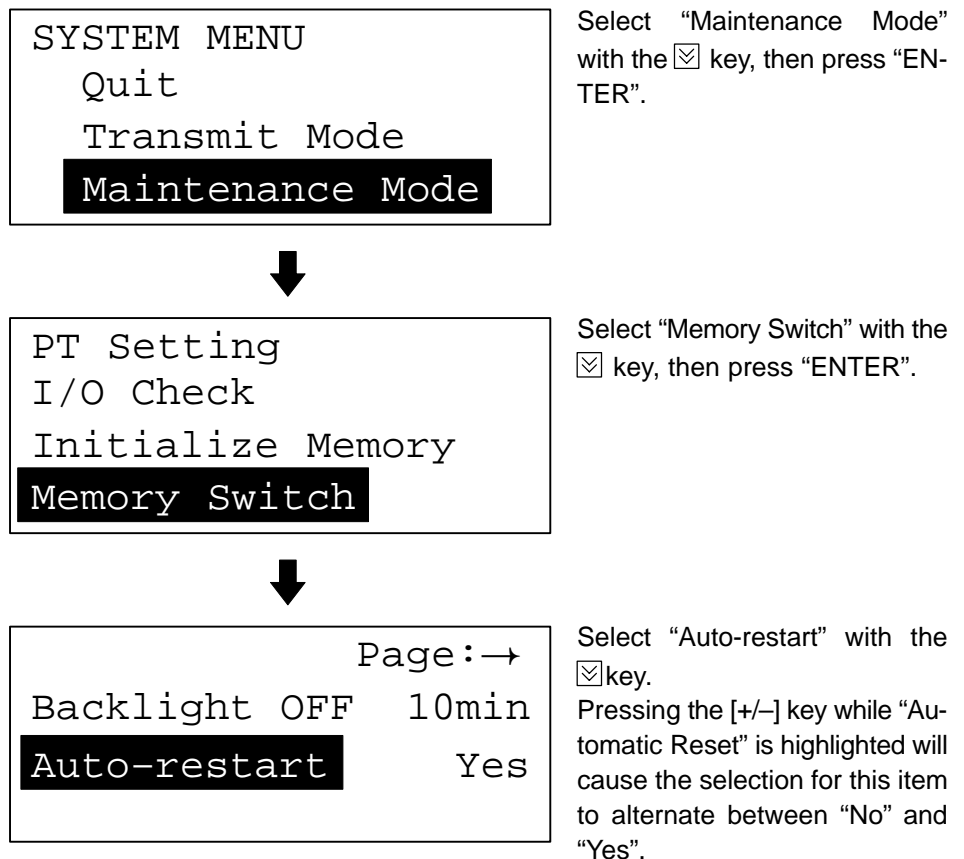 SYSTEM MENU
Quit
Transmit Mode
Maintenance Mode
Select “Maintenance Mode”
with the key, then press “EN-
TER”.
PT Setting
I/O Check
Initialize Memory
Memory Switch
Select “Memory Switch” with the
key, then press “ENTER”.
Page:→
Backlight OFF 10min
Auto–restart Yes
Select “Auto-restart” with the
key.
Pressing the [+/–] key while “Au-
tomatic Reset” is highlighted will
cause the selection for this item
to alternate between “No” and
“Yes”.